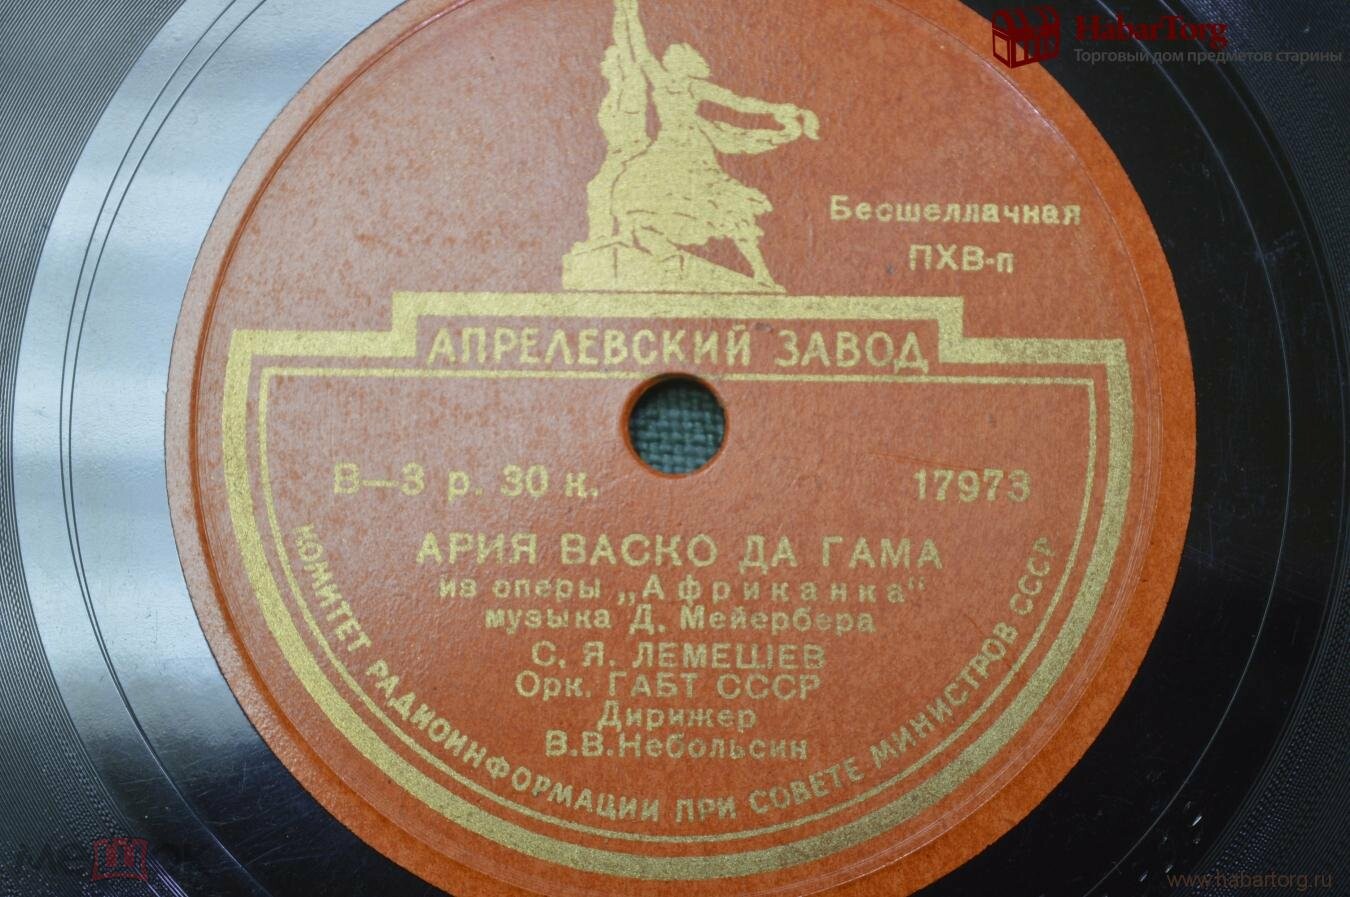 HabarTorg
Торговый дом предметов старины
Бесшеллачная
ПХВ-п
АПРЕЛЕВСКИЙ ЗАВОД
В—3 р. 30 к.
17973
АРИЯ ВАСКО ДА ГАМА
из оперы „Африканка“
музыка Д. Мейербера
С. Я. ЛЕМЕШЕВ
Орк. ГАБТ СССР
Дирижер
В.В.Небольсин
КОМИТЕТ РАДИОИНФОРМАЦИИ ПРИ СОВЕТЕ МИНИСТРОВ СССР
www.habartorg.ru